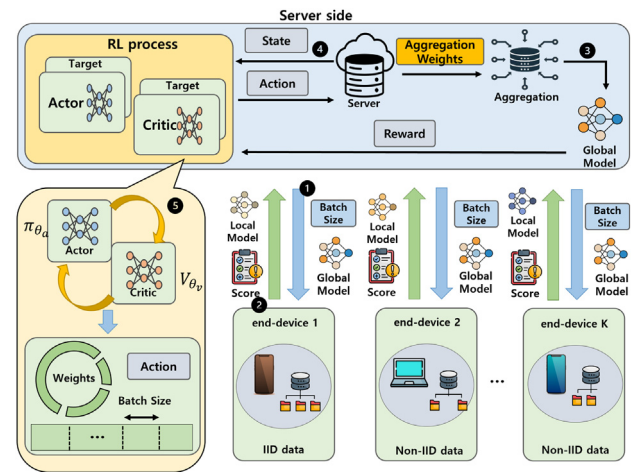 Server side
RL process
Target
Actor
Target
Critic
State
4
Action
Server
Aggregation
Weights
Aggregation
3
Global
Model
Reward
5
π_θa
Actor
Critic
V_θv
Weights
Action
Batch Size
...
Local
Model
Score
1
Batch
Size
Global
Model
2
Local
Model
Score
Batch
Size
Global
Model
Local
Model
Score
Batch
Size
Global
Model
end-device 1
IID data
end-device 2
Non-IID data
...
end-device K
Non-IID data